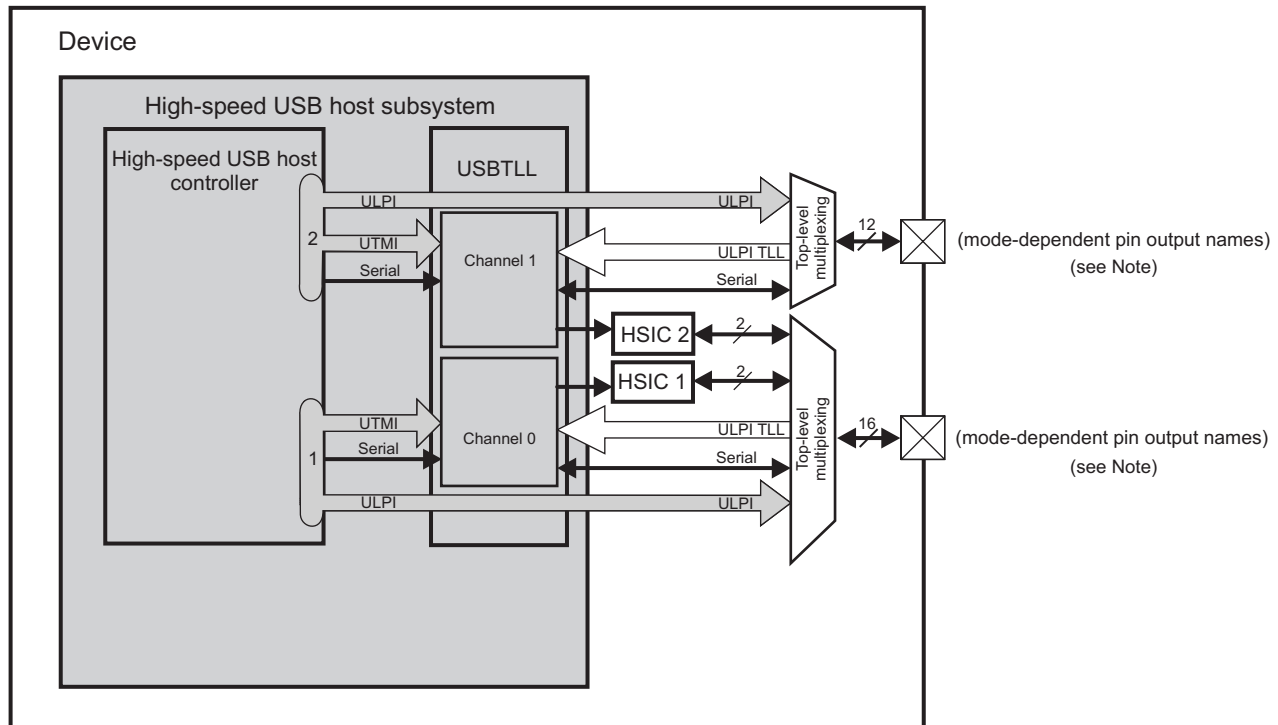 Device
High-speed USB host subsystem
High-speed USB host
controller
USBTLL
2
ULPI
ULPI
UTMI
Serial
Channel 1
ULPI TLL
Serial
Top-level
multiplexing
12
(mode-dependent pin output names)
(see Note)
HSIC 2
2
HSIC 1
2
1
UTMI
Serial
Channel 0
ULPI TLL
Serial
ULPI
ULPI
Top-level
multiplexing
16
(mode-dependent pin output names)
(see Note)